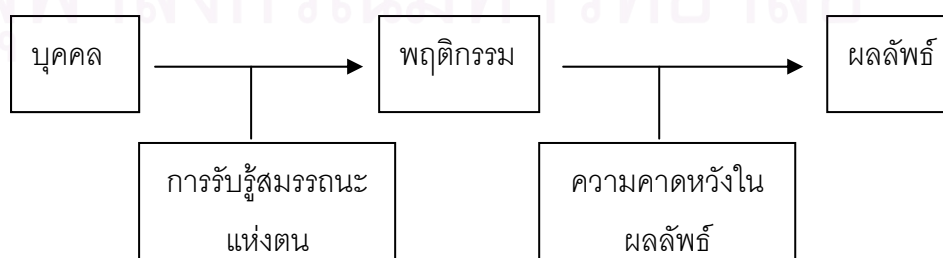 บุคคล
พฤติกรรม
ผลลัพธ์
การรับรู้สมรรถนะ
แห่งตน
ความคาดหวังใน
ผลลัพธ์